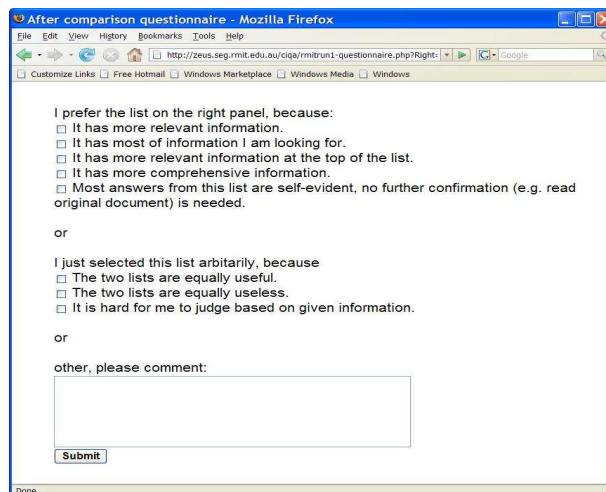 After comparison questionnaire - Mozilla Firefox
File Edit View History Bookmarks Tools Help
http://zeus.seg.rmit.edu.au/ciqa/rmitrun1-questionnaire.php?Right= Google
Customize Links Free Hotmail Windows Marketplace Windows Media Windows
I prefer the list on the right panel, because:
It has more relevant information.
It has most of information I am looking for.
It has more relevant information at the top of the list.
It has more comprehensive information.
Most answers from this list are self-evident, no further confirmation (e.g. read
original document) is needed.
or
I just selected this list arbitarily, because
The two lists are equally useful.
The two lists are equally useless.
It is hard for me to judge based on given information.
or
other, please comment:
Submit
Done